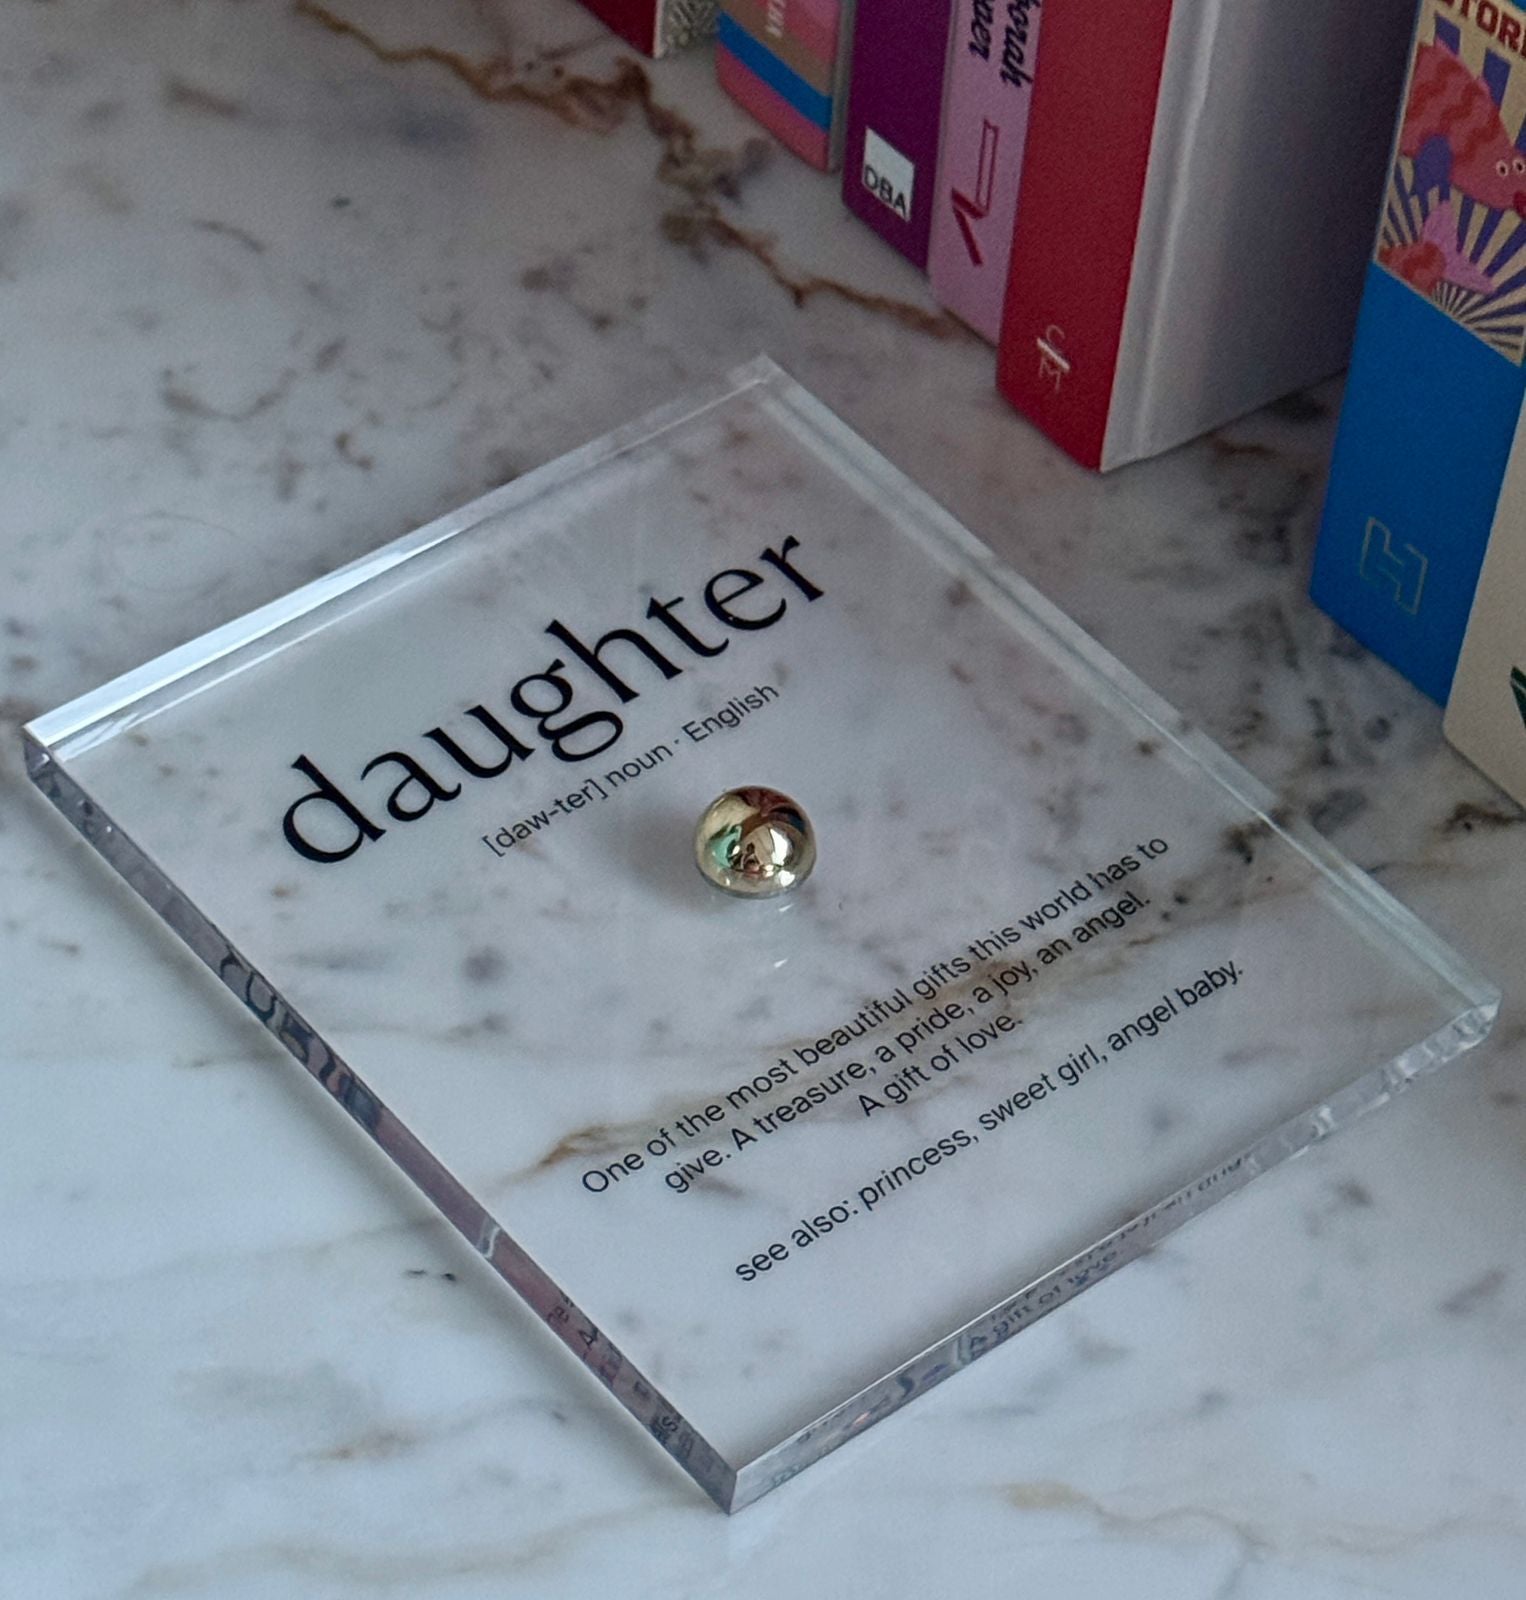 daughter
[daw-ter] noun · English
One of the most beautiful gifts this world has to
give. A treasure, a pride, a joy, an angel.
A gift of love.
see also: princess, sweet girl, angel baby.
DBA
H